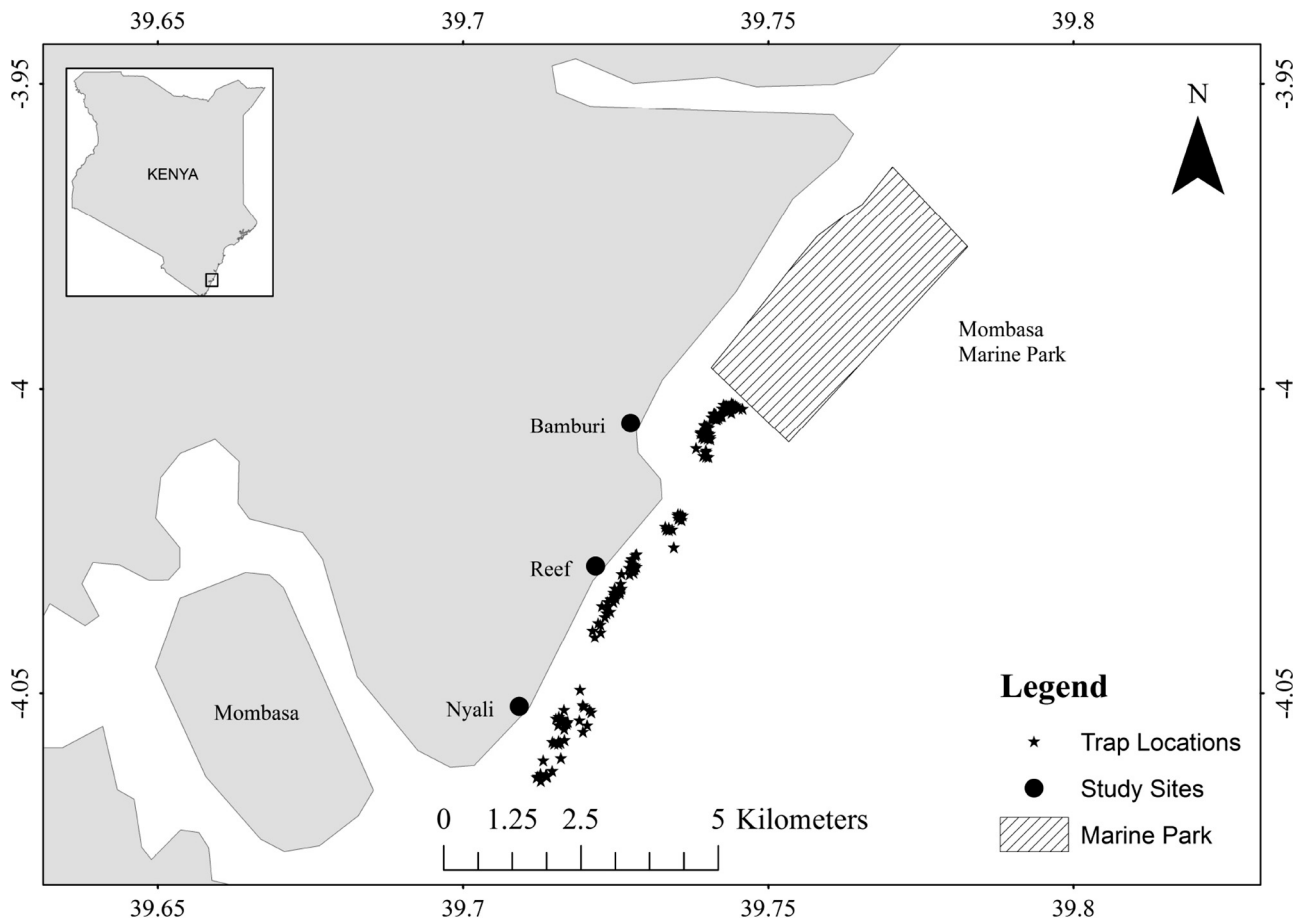 39.65 39.7 39.75 39.8
-3.95 -3.95
N
KENYA
Mombasa
Marine Park
-4 -4
Bamburi
Reef
-4.05 -4.05
Legend
Nyali
Mombasa
Trap Locations
Study Sites
0 1.25 2.5 5 Kilometers
Marine Park
39.65 39.7 39.75 39.8